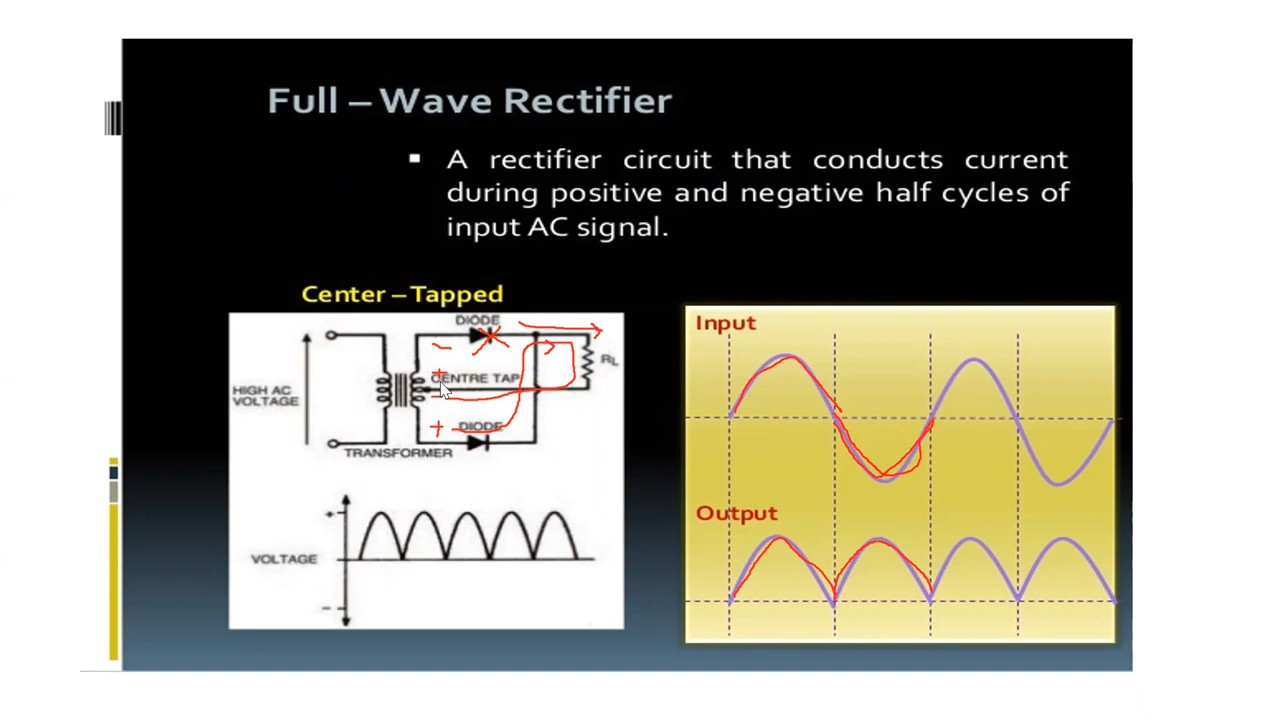 Full – Wave Rectifier
▪ A rectifier circuit that conducts current
during positive and negative half cycles of
input AC signal.
Center – Tapped
DIODE
RL
CENTRE TAP
HIGH AC
VOLTAGE
DIODE
TRANSFORMER
+
VOLTAGE
–
Input
Output
–
+
–
+